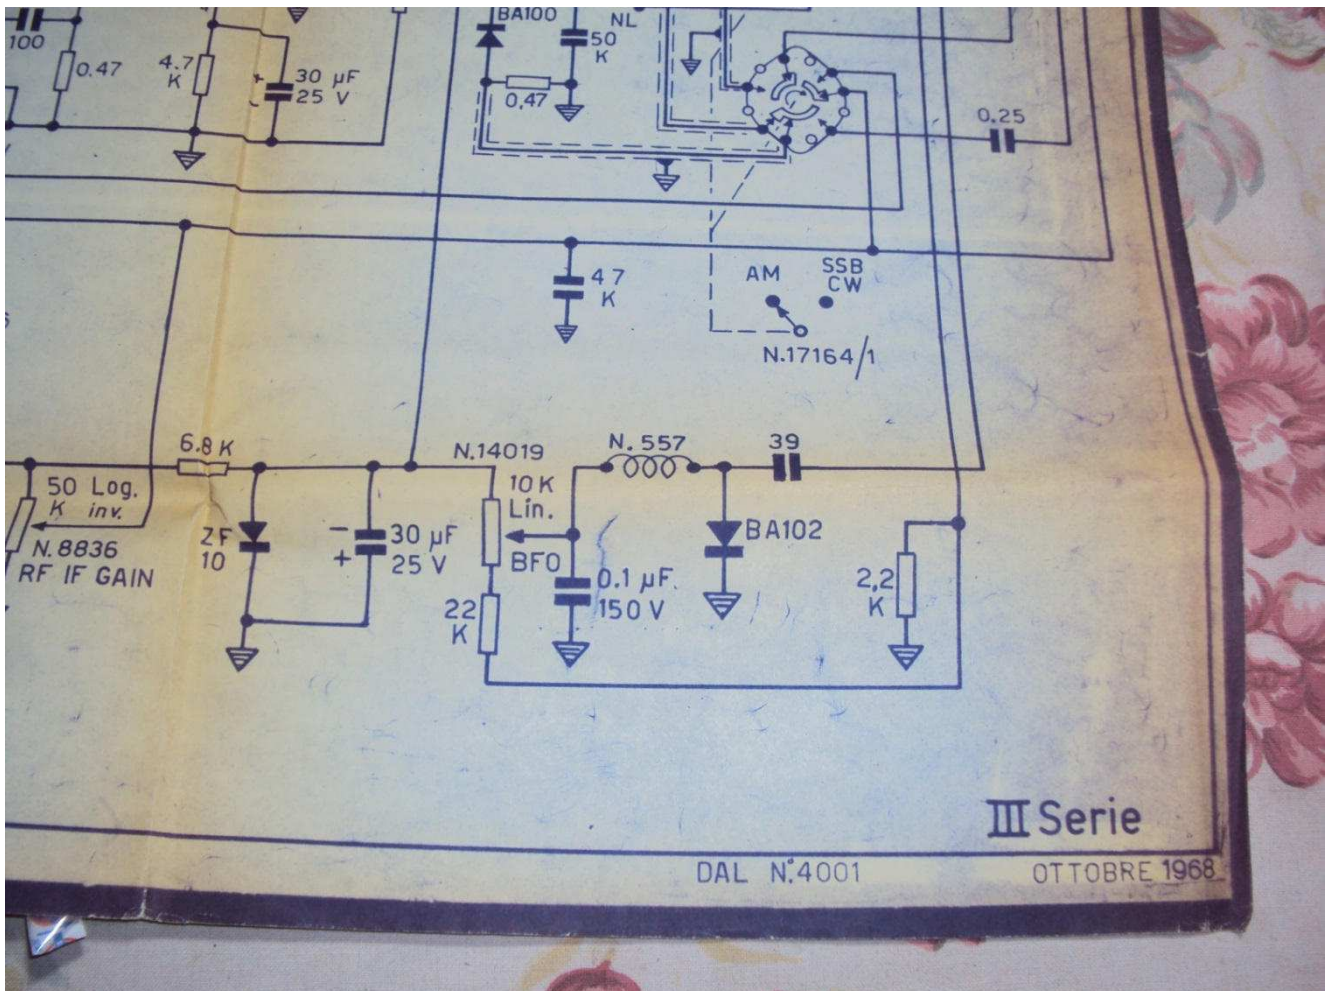 100
0.47
4.7
K
30 µF
25 V
BA100
50
K
NL
0,47
0.25
47
K
AM
SSB
CW
N.17164/1
6.8 K
50 Log.
K inv.
N.8836
RF IF GAIN
ZF
10
30 µF
25 V
N.14019
10 K
Lin.
BFO
22
K
0.1 µF.
150 V
N.557
39
BA102
2,2
K
III Serie
DAL N.º4001
OTTOBRE 1968